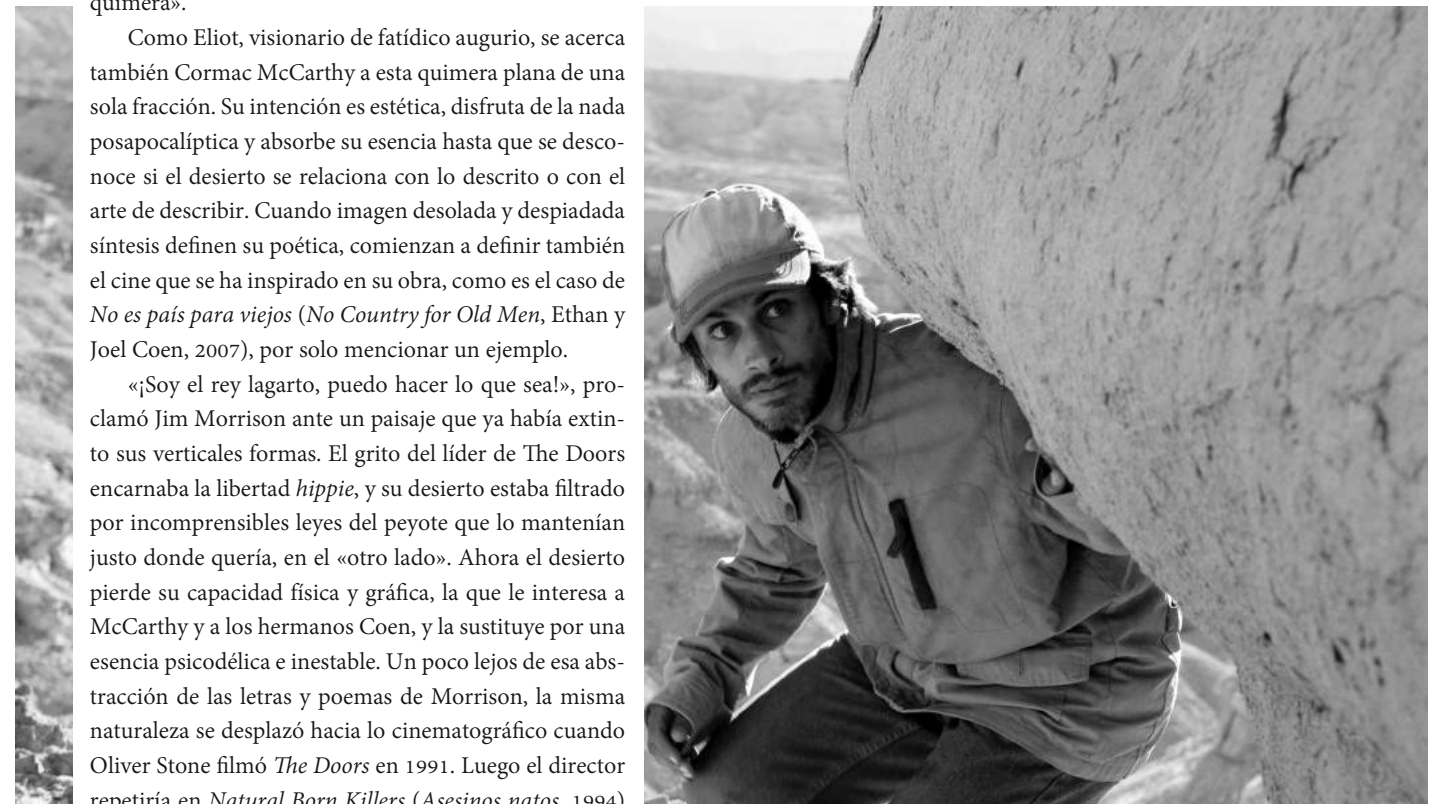 quimera».
Como Eliot, visionario de fatídico augurio, se acerca
también Cormac McCarthy a esta quimera plana de una
sola fracción. Su intención es estética, disfruta de la nada
posapocalíptica y absorbe su esencia hasta que se desco-
noce si el desierto se relaciona con lo descrito o con el
arte de describir. Cuando imagen desolada y despiadada
síntesis definen su poética, comienzan a definir también
el cine que se ha inspirado en su obra, como es el caso de
No es país para viejos (No Country for Old Men, Ethan y
Joel Coen, 2007), por solo mencionar un ejemplo.
«¡Soy el rey lagarto, puedo hacer lo que sea!», pro-
clamó Jim Morrison ante un paisaje que ya había extin-
to sus verticales formas. El grito del líder de The Doors
encarnaba la libertad hippie, y su desierto estaba filtrado
por incomprensibles leyes del peyote que lo mantenían
justo donde quería, en el «otro lado». Ahora el desierto
pierde su capacidad física y gráfica, la que le interesa a
McCarthy y a los hermanos Coen, y la sustituye por una
esencia psicodélica e inestable. Un poco lejos de esa abs-
tracción de las letras y poemas de Morrison, la misma
naturaleza se desplazó hacia lo cinematográfico cuando
Oliver Stone filmó The Doors en 1991. Luego el director
repetiría en Natural Born Killers (Asesinos natos, 1994)